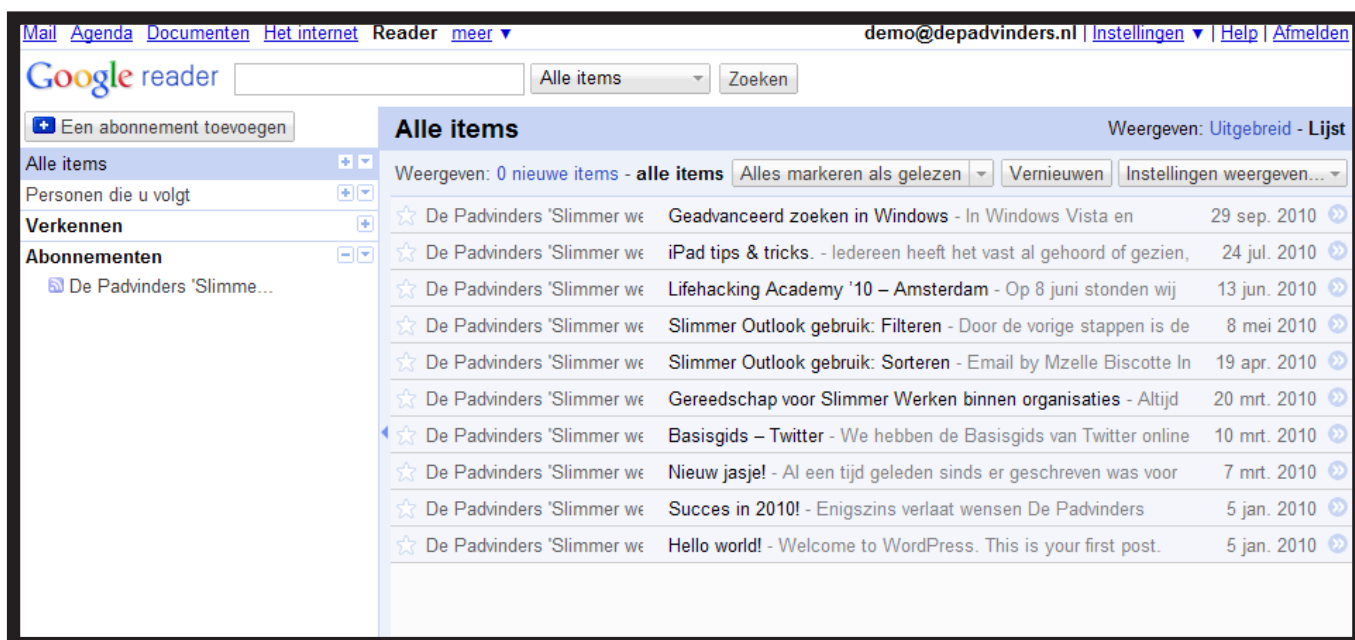 Mail Agenda Documenten Het internet Reader meer ▼ demo@depadvinders.nl | Instellingen ▼ | Help | Afmelden
Google reader Alle items Zoeken
Een abonnement toevoegen
Alle items
Personen die u volgt
Verkennen
Abonnementen
De Padvinders 'Slimme...
Alle items Weergeven: Uitgebreid - Lijst
Weergeven: 0 nieuwe items - alle items Alles markeren als gelezen Vernieuwen Instellingen weergeven...
De Padvinders 'Slimmer we Geadvanceerd zoeken in Windows - In Windows Vista en 29 sep. 2010
De Padvinders 'Slimmer we iPad tips & tricks. - Iedereen heeft het vast al gehoord of gezien, 24 jul. 2010
De Padvinders 'Slimmer we Lifehacking Academy '10 – Amsterdam - Op 8 juni stonden wij 13 jun. 2010
De Padvinders 'Slimmer we Slimmer Outlook gebruik: Filteren - Door de vorige stappen is de 8 mei 2010
De Padvinders 'Slimmer we Slimmer Outlook gebruik: Sorteren - Email by Mzelle Biscotte In 19 apr. 2010
De Padvinders 'Slimmer we Gereedschap voor Slimmer Werken binnen organisaties - Altijd 20 mrt. 2010
De Padvinders 'Slimmer we Basisgids – Twitter - We hebben de Basisgids van Twitter online 10 mrt. 2010
De Padvinders 'Slimmer we Nieuw jasje! - Al een tijd geleden sinds er geschreven was voor 7 mrt. 2010
De Padvinders 'Slimmer we Succes in 2010! - Enigszins verlaat wensen De Padvinders 5 jan. 2010
De Padvinders 'Slimmer we Hello world! - Welcome to WordPress. This is your first post. 5 jan. 2010